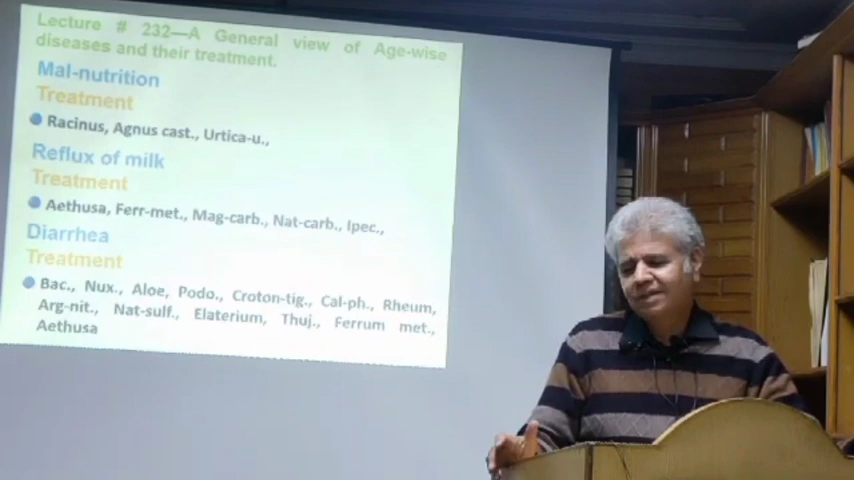 Lecture # 232—A General view of Age-wise
diseases and their treatment.
Mal-nutrition
Treatment
Racinus, Agnus cast., Urtica-u.,
Reflux of milk
Treatment
Aethusa, Ferr-met., Mag-carb., Nat-carb., Ipec.,
Diarrhea
Treatment
Bac., Nux., Aloe, Podo., Croton-tig., Cal-ph., Rheum,
Arg-nit., Nat-sulf., Elaterium, Thuj., Ferrum met.,
Aethusa